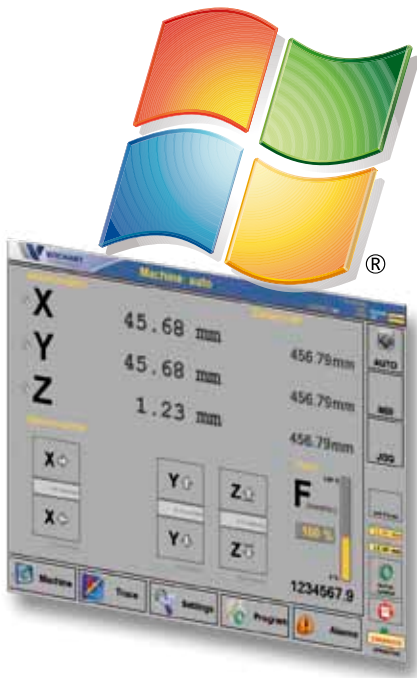 ®
WICHERT Machine auto
X 45.68 mm 456.79mm AUTO
Y 45.68 mm 456.79mm MDI
Z 1.23 mm 456.79mm JOG
X Y Z F
100 %
X Y Z
1234567.9
Machine Trace Settings Program Alarms